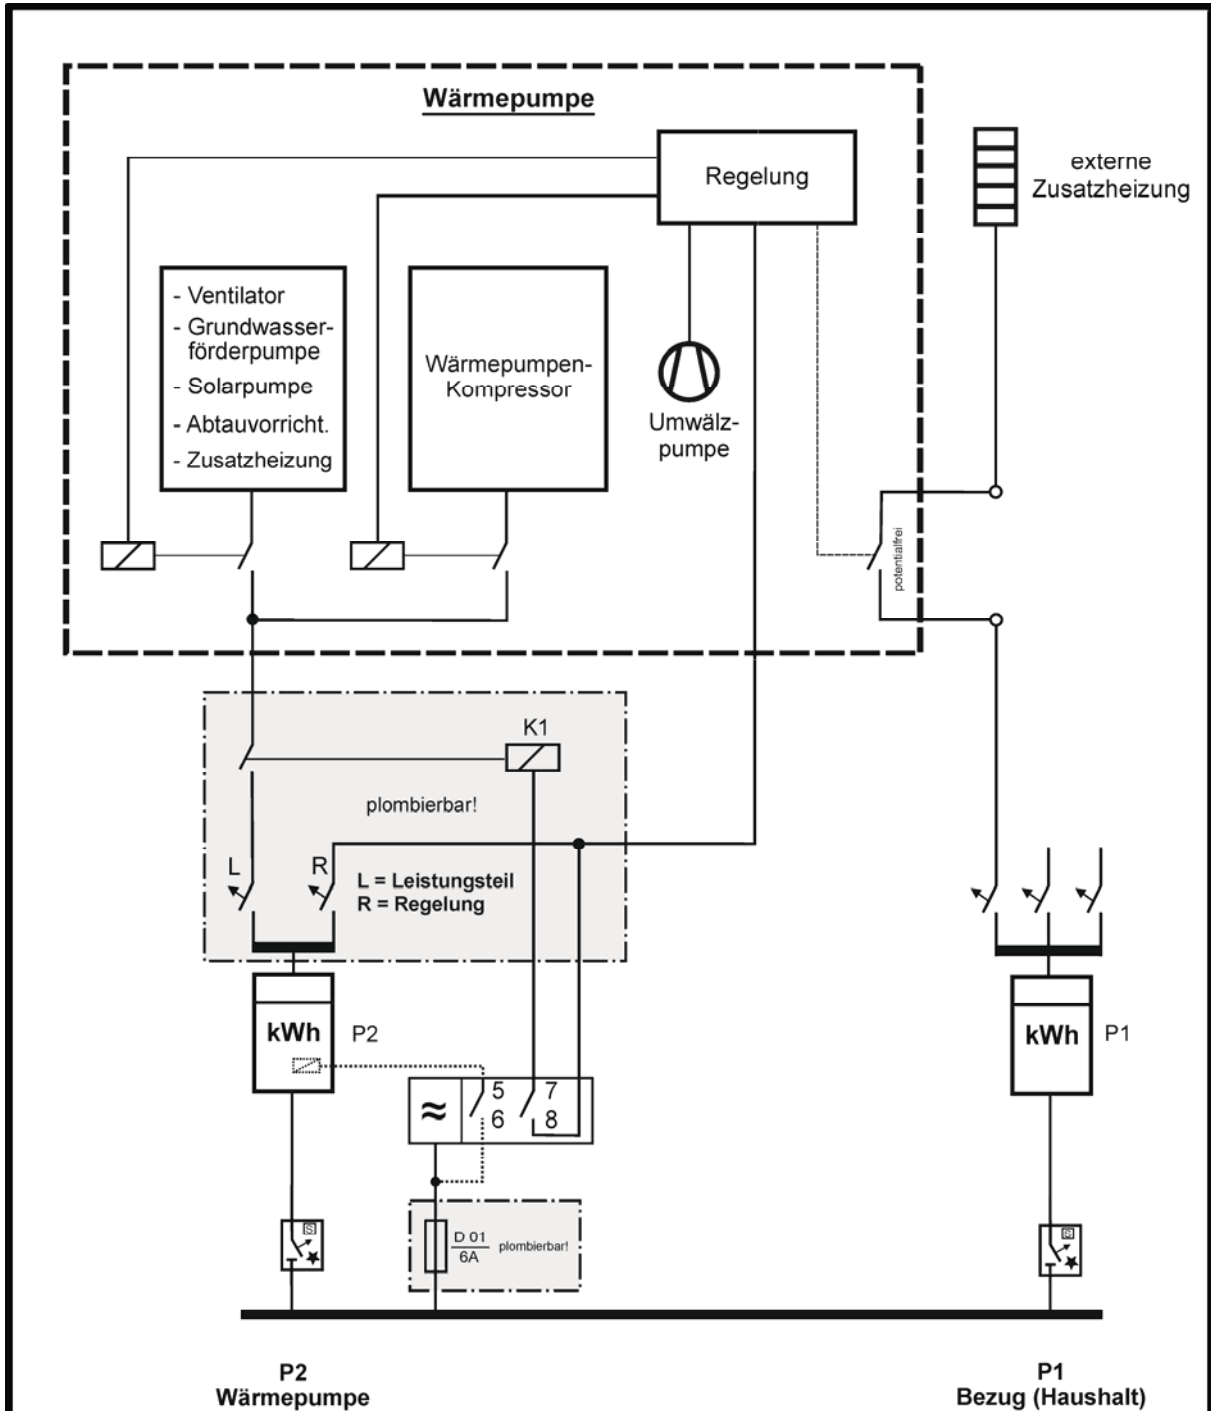 Wärmepumpe
Regelung
externe
Zusatzheizung
- Ventilator
- Grundwasser-
förderpumpe
- Solarpumpe
- Abtauvorricht.
- Zusatzheizung
Wärmepumpen-
Kompressor
Umwälz-
pumpe
potentialfrei
K1
plombierbar!
L
R
L = Leistungsteil
R = Regelung
kWh
P2
kWh
P1
≈
5
7
6
8
S
D 01
6A
plombierbar!
S
P2
Wärmepumpe
P1
Bezug (Haushalt)